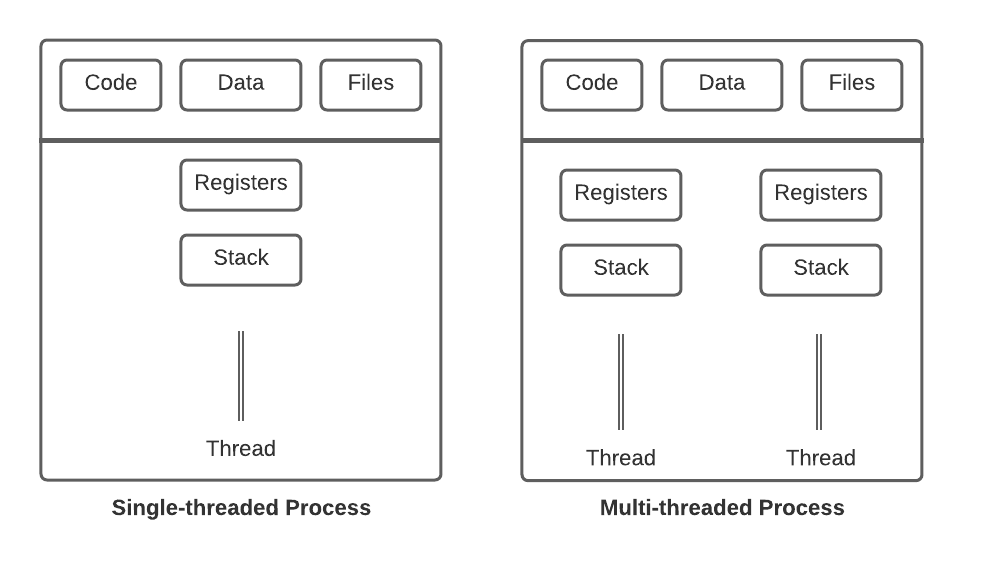 Code Data Files
Registers
Stack
Thread
Single-threaded Process
Code Data Files
Registers Registers
Stack Stack
Thread Thread
Multi-threaded Process